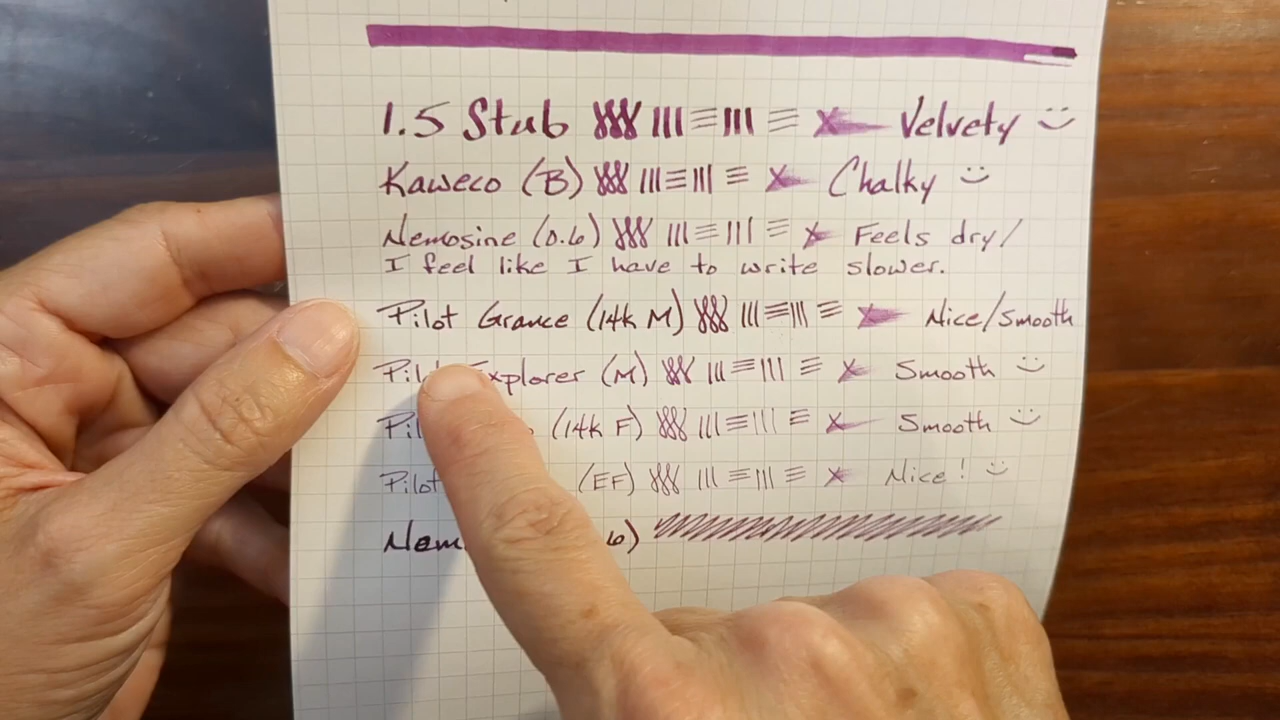 1.5 Stub Velvety
Kaweco (B) Chalky
Nemosine (0.6) Feels dry/
I feel like I have to write slower.
Pilot Grance (14k M) Nice/smooth
Explorer (M) Smooth
(14k F) Smooth
Pilot (EF) Nice!